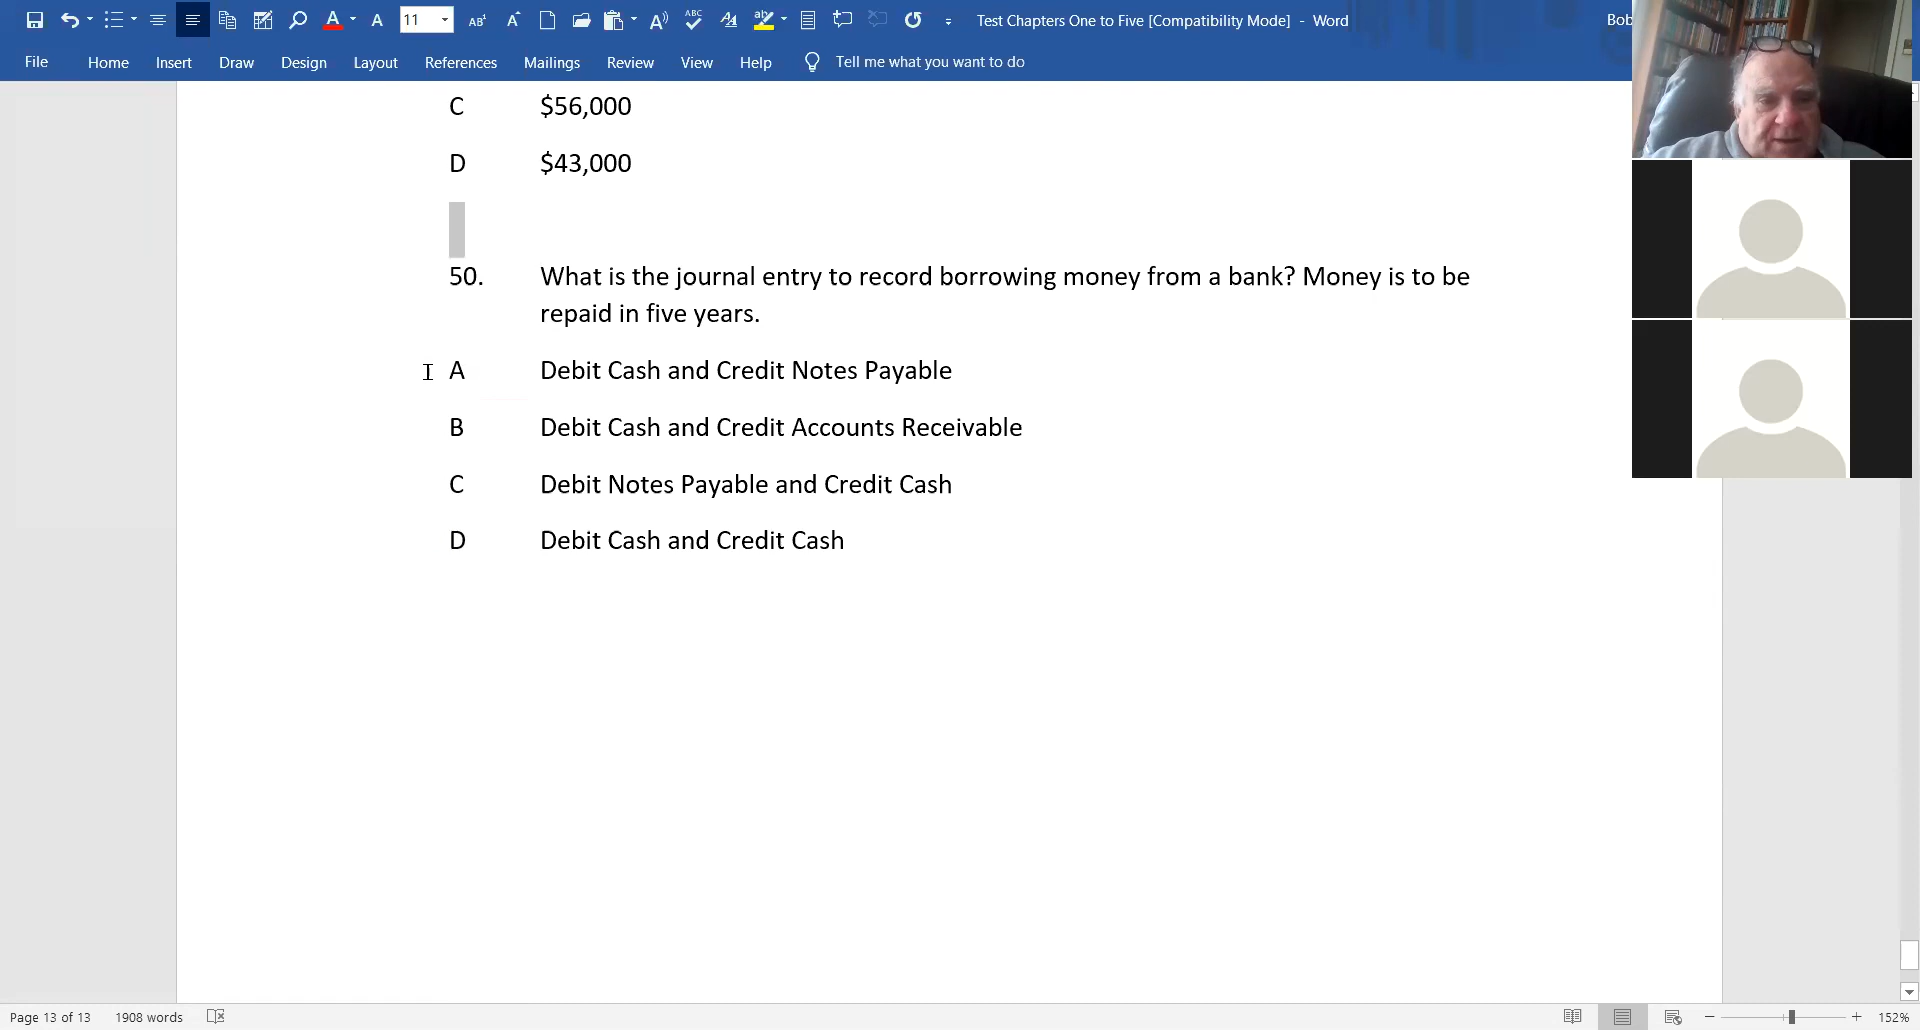 11
Test Chapters One to Five [Compatibility Mode] - Word
Bob
File Home Insert Draw Design Layout References Mailings Review View Help Tell me what you want to do
C $56,000
D $43,000
50. What is the journal entry to record borrowing money from a bank? Money is to be
repaid in five years.
A Debit Cash and Credit Notes Payable
B Debit Cash and Credit Accounts Receivable
C Debit Notes Payable and Credit Cash
D Debit Cash and Credit Cash
Page 13 of 13 1908 words 152%